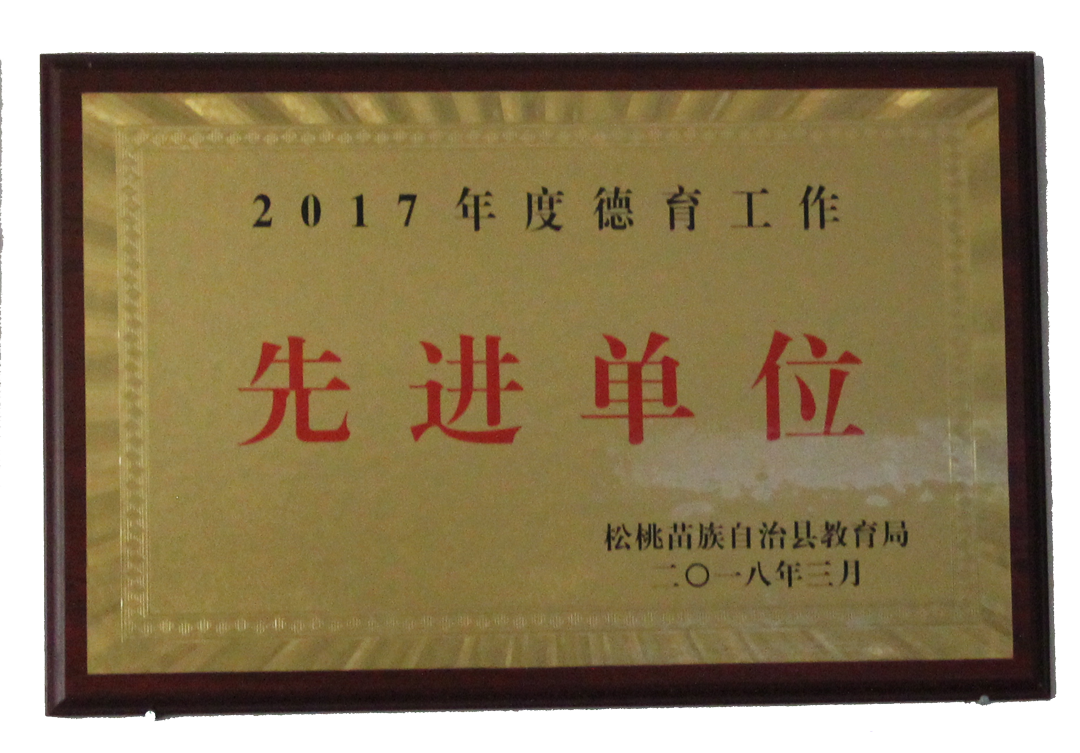 2017年度德育工作
先进单位
松桃苗族自治县教育局
二〇一八年三月